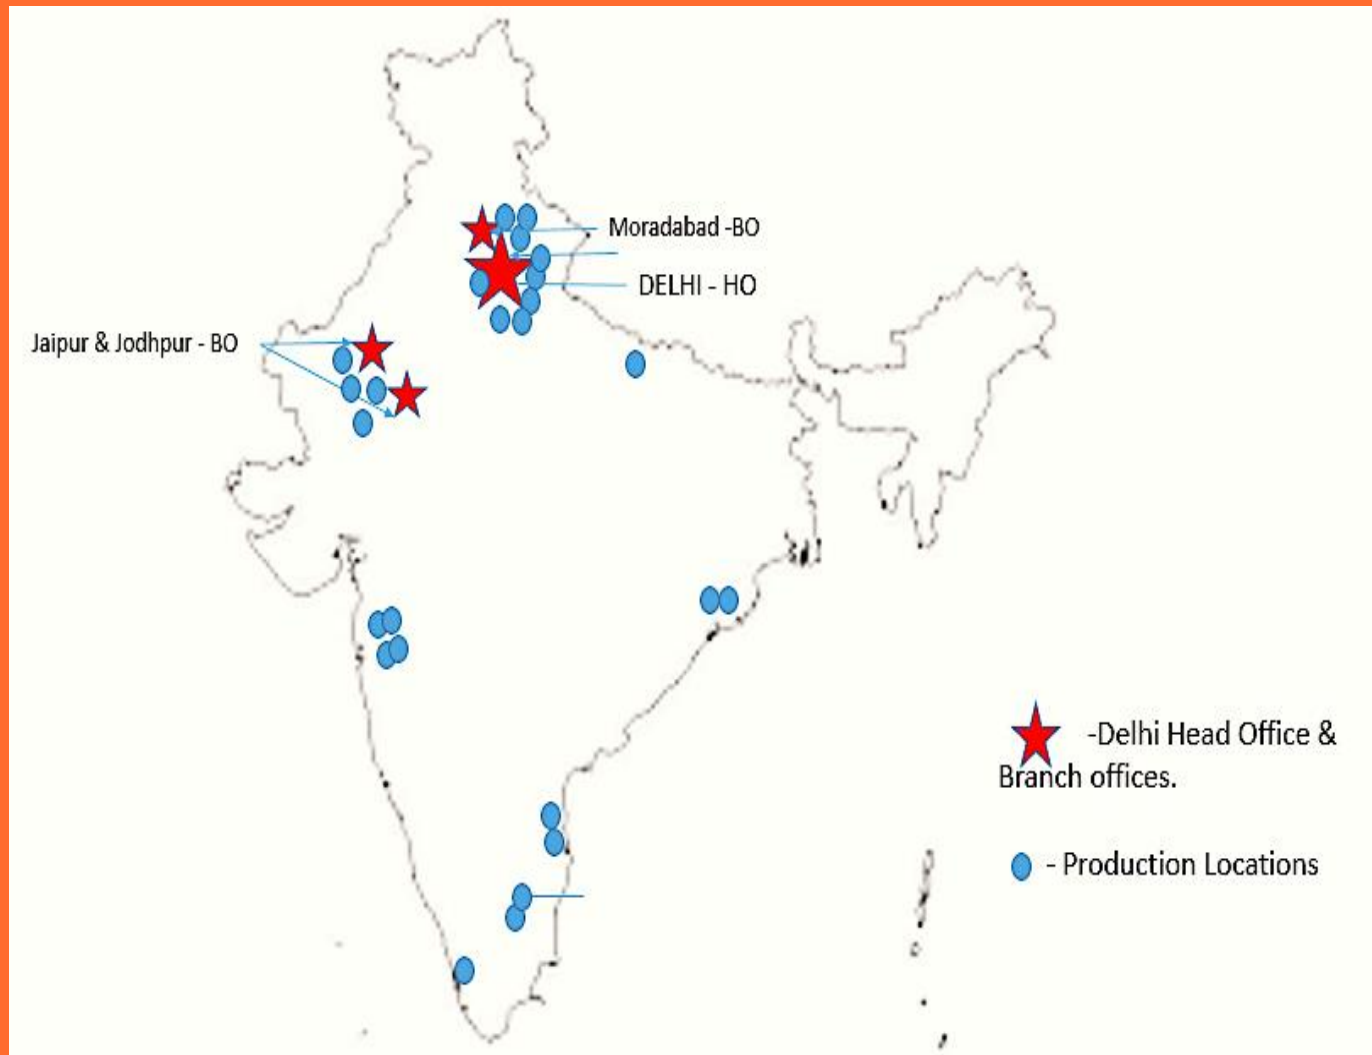 Moradabad -BO
DELHI - HO
Jaipur & Jodhpur - BO
-Delhi Head Office &
Branch offices.
- Production Locations